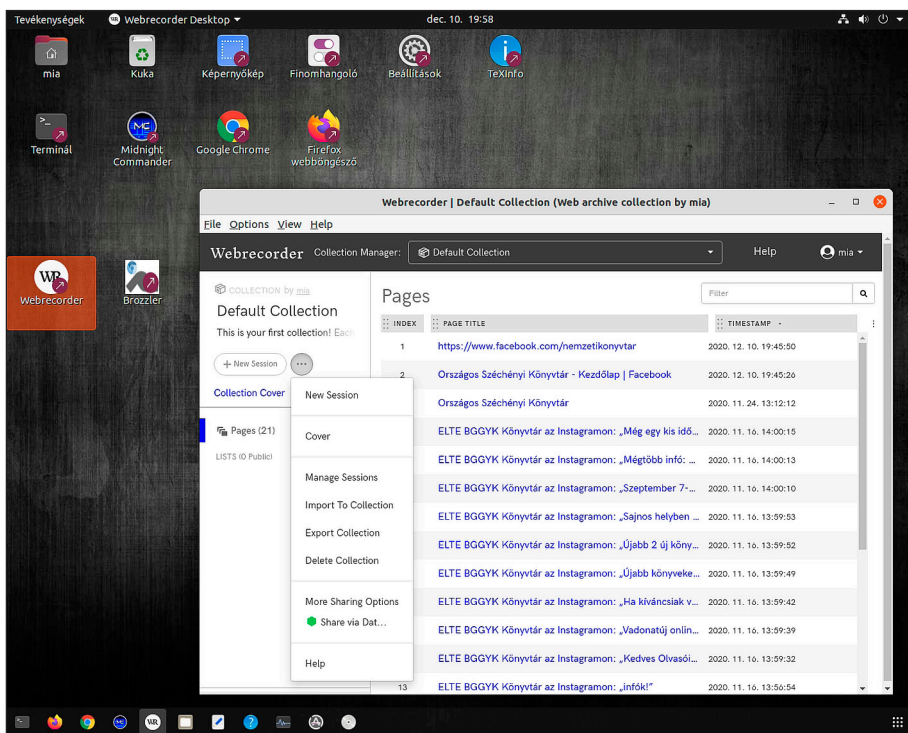 Tevékenységek
Webrecorder Desktop
dec. 10. 19:58
mia
Kuka
Képernyőkép
Finomhangoló
Beállítások
TeXInfo
Terminál
Midnight Commander
Google Chrome
Firefox webböngésző
Webrecorder
Brozzler
Webrecorder | Default Collection (Web archive collection by mia)
File Options View Help
Webrecorder Collection Manager: Default Collection Help mia
COLLECTION by mia
Default Collection
This is your first collection! Eac
+ New Session ...
Collection Cover
Pages (21)
LISTS (0 Public)
New Session
Cover
Manage Sessions
Import To Collection
Export Collection
Delete Collection
More Sharing Options
Share via Dat...
Help
Pages
Filter
INDEX PAGE TITLE TIMESTAMP
1 https://www.facebook.com/nemzetikonyvtar 2020. 12. 10. 19:45:50
2 Országos Széchényi Könyvtár - Kezdőlap | Facebook 2020. 12. 10. 19:45:26
Országos Széchényi Könyvtár 2020. 11. 24. 13:12:12
ELTE BGGYK Könyvtár az Instagramon: „Még egy kis idő... 2020. 11. 16. 14:00:15
ELTE BGGYK Könyvtár az Instagramon: „Mégtöbb infó: ... 2020. 11. 16. 14:00:13
ELTE BGGYK Könyvtár az Instagramon: „Szeptember 7-... 2020. 11. 16. 14:00:10
ELTE BGGYK Könyvtár az Instagramon: „Sajnos helyben ... 2020. 11. 16. 13:59:53
ELTE BGGYK Könyvtár az Instagramon: „Újabb 2 új köny... 2020. 11. 16. 13:59:52
ELTE BGGYK Könyvtár az Instagramon: „Újabb könyveke... 2020. 11. 16. 13:59:49
ELTE BGGYK Könyvtár az Instagramon: „Ha kíváncsiak v... 2020. 11. 16. 13:59:42
ELTE BGGYK Könyvtár az Instagramon: „Vadonatúj onlin... 2020. 11. 16. 13:59:39
ELTE BGGYK Könyvtár az Instagramon: „Kedves Olvasói... 2020. 11. 16. 13:59:32
13 ELTE BGGYK Könyvtár az Instagramon: „infók!” 2020. 11. 16. 13:56:54